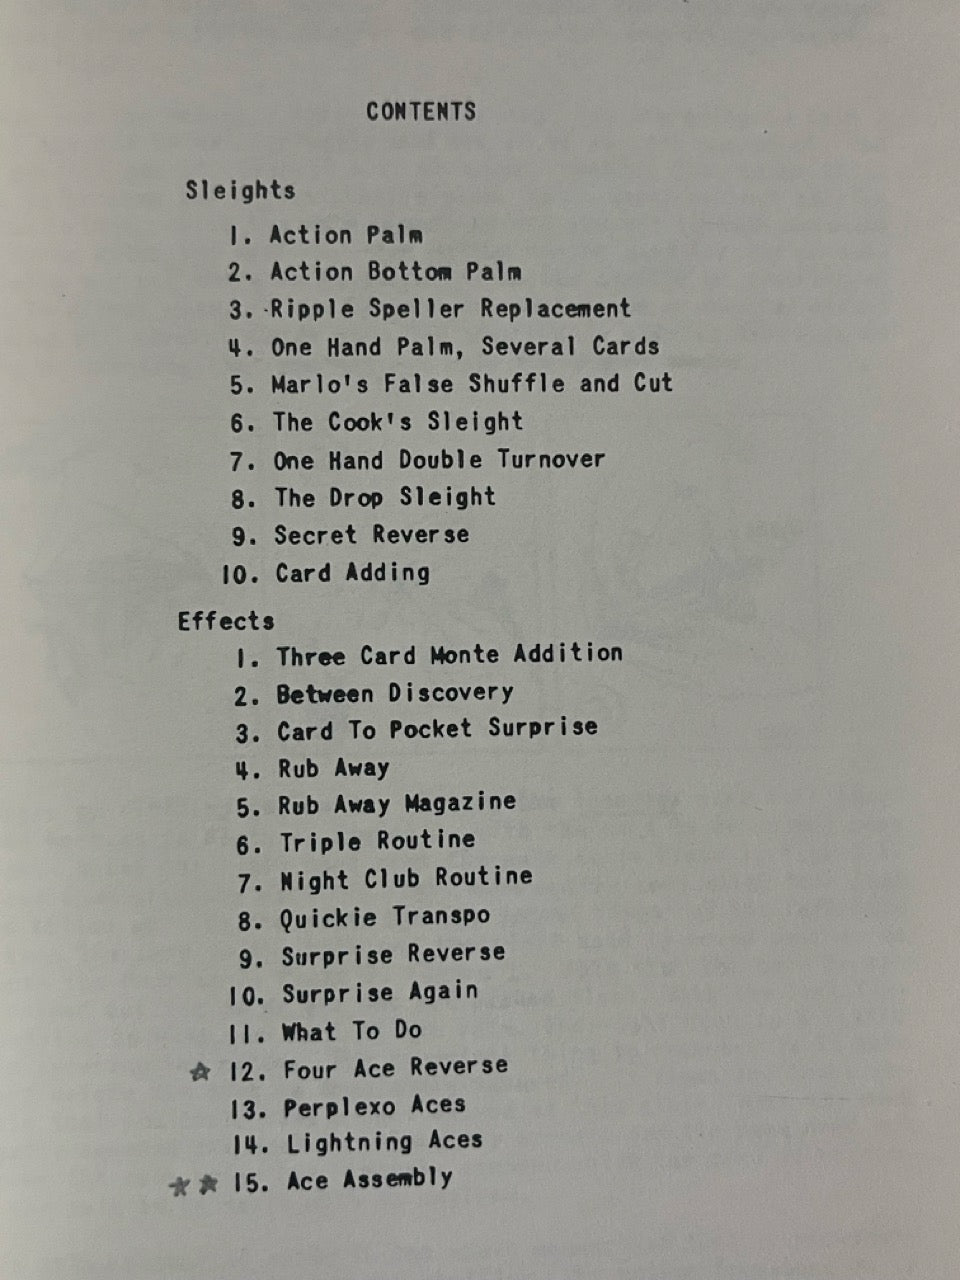 CONTENTS
Sleights
1. Action Palm
2. Action Bottom Palm
3. Ripple Speller Replacement
4. One Hand Palm, Several Cards
5. Marlo's False Shuffle and Cut
6. The Cook's Sleight
7. One Hand Double Turnover
8. The Drop Sleight
9. Secret Reverse
10. Card Adding
Effects
1. Three Card Monte Addition
2. Between Discovery
3. Card To Pocket Surprise
4. Rub Away
5. Rub Away Magazine
6. Triple Routine
7. Night Club Routine
8. Quickie Transpo
9. Surprise Reverse
10. Surprise Again
11. What To Do
☆ 12. Four Ace Reverse
13. Perplexo Aces
14. Lightning Aces
★★ 15. Ace Assembly